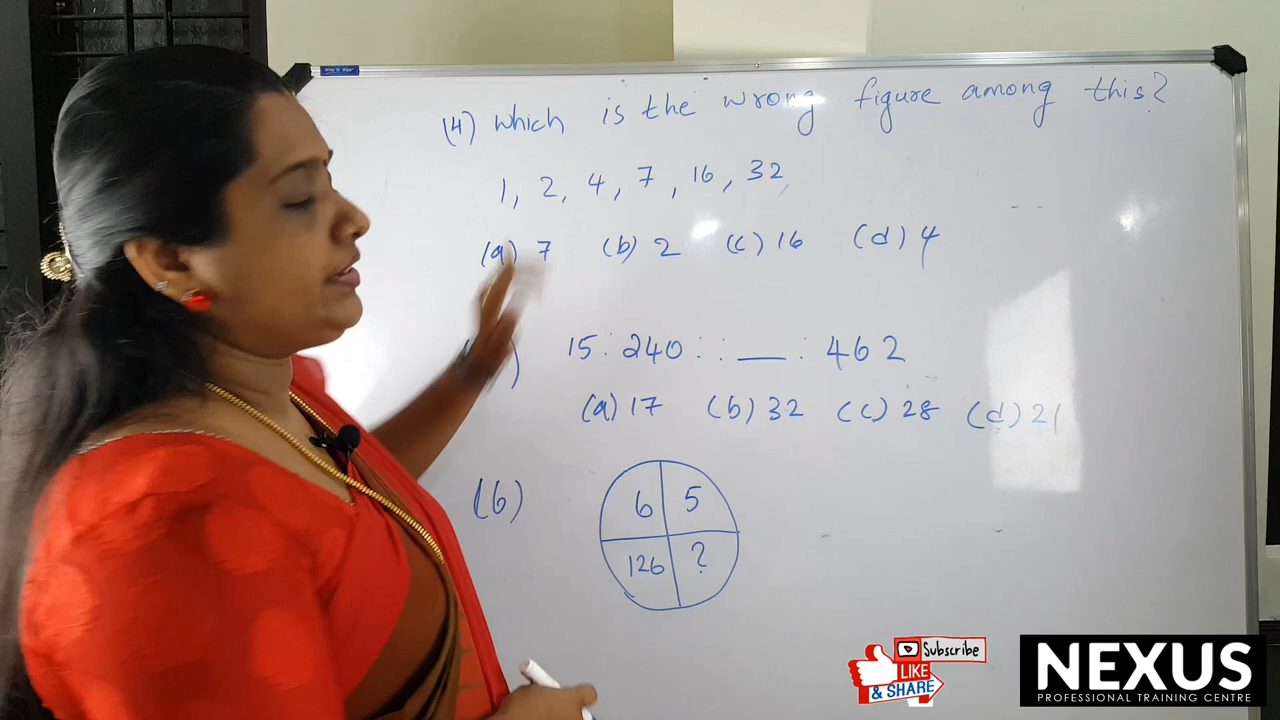 (4) which is the wrong figure among this?
1, 2, 4, 7, 16, 32
(a) 7 (b) 2 (c) 16 (d) 4
) 15 : 240 :: __ : 462
(a) 17 (b) 32 (c) 28 (d) 21
(6)
6 5
126 ?
Subscribe
LIKE
& SHARE
NEXUS
PROFESSIONAL TRAINING CENTRE